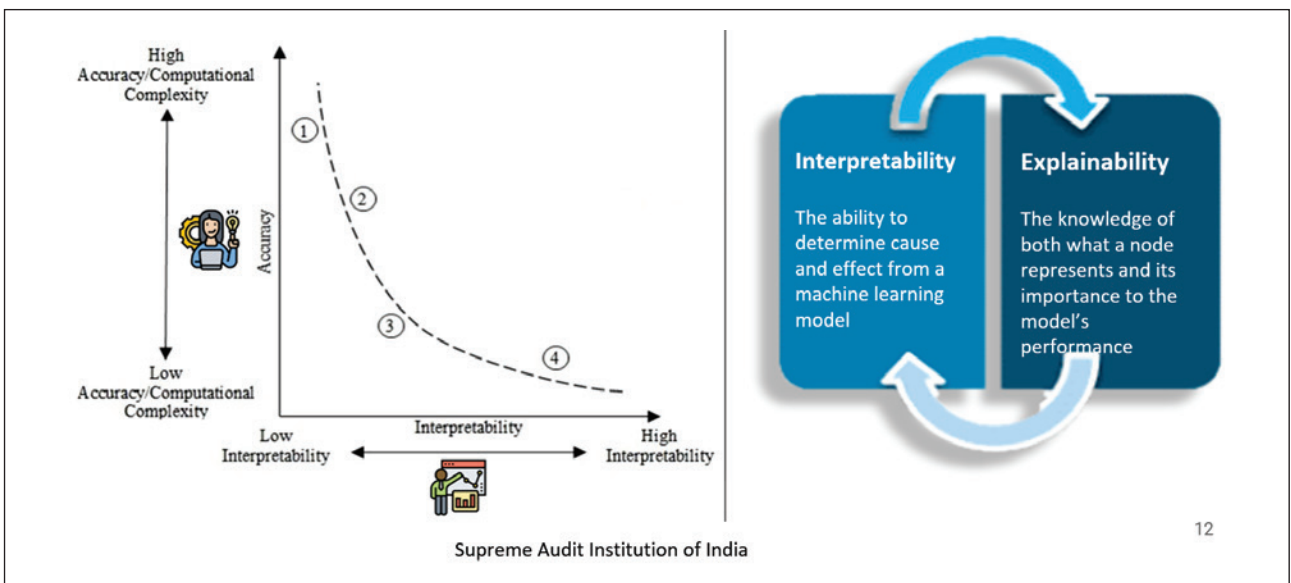 High
Accuracy/Computational
Complexity
Accuracy
1
2
3
4
Low
Accuracy/Computational
Complexity
Low
Interpretability
Interpretability
High
Interpretability
Interpretability
The ability to
determine cause
and effect from a
machine learning
model
Explainability
The knowledge of
both what a node
represents and its
importance to the
model's
performance
12
Supreme Audit Institution of India